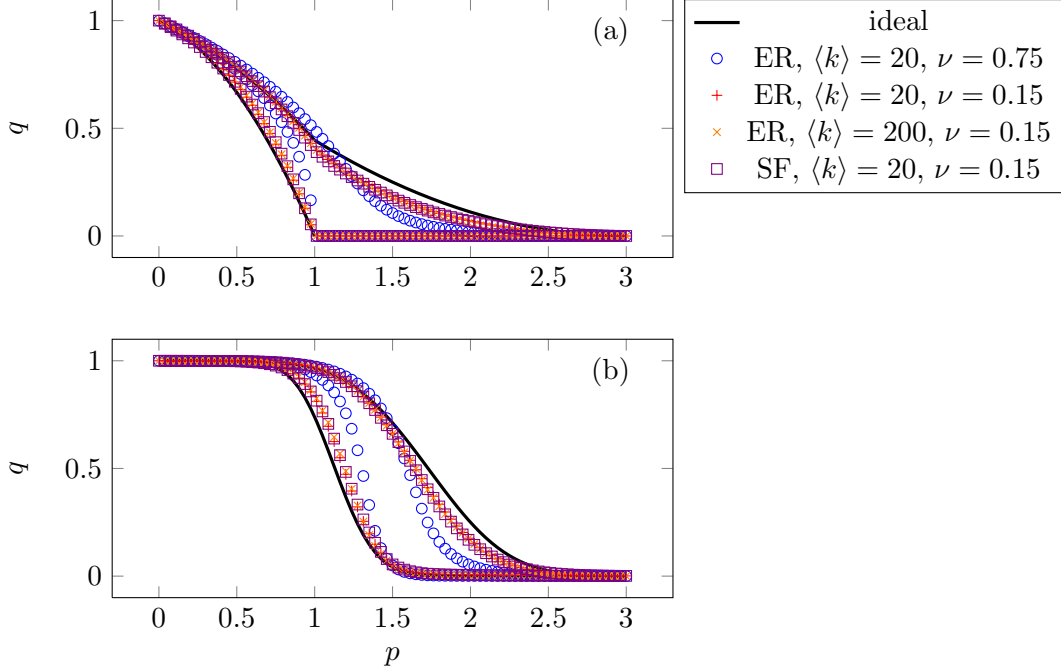 1
0.5
0
q
(a)
0 0.5 1 1.5 2 2.5 3
ideal
ER, ⟨k⟩ = 20, ν = 0.75
ER, ⟨k⟩ = 20, ν = 0.15
ER, ⟨k⟩ = 200, ν = 0.15
SF, ⟨k⟩ = 20, ν = 0.15
1
0.5
0
q
(b)
0 0.5 1 1.5 2 2.5 3
p